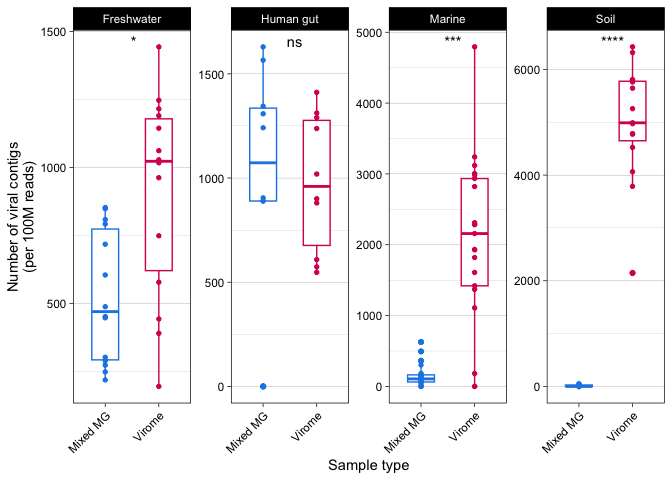 Freshwater
Human gut
Marine
Soil
*
ns
***
****
Number of viral contigs
(per 100M reads)
1500
1000
500
1500
1000
500
0
5000
4000
3000
2000
1000
0
6000
4000
2000
0
Mixed MG
Virome
Mixed MG
Virome
Mixed MG
Virome
Mixed MG
Virome
Sample type